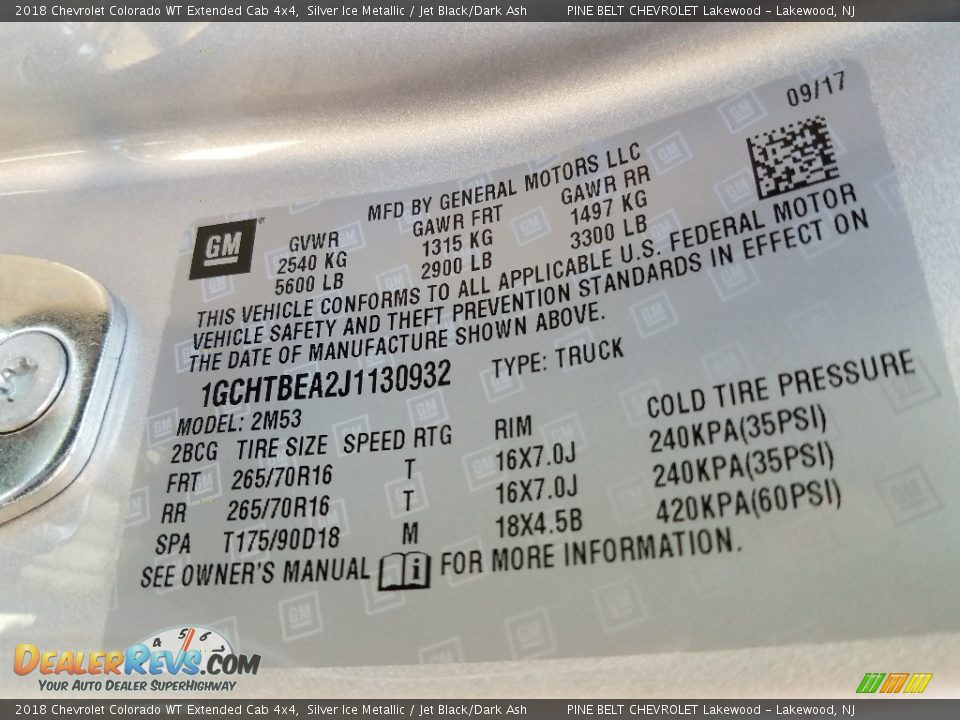 2018 Chevrolet Colorado WT Extended Cab 4x4, Silver Ice Metallic / Jet Black/Dark Ash PINE BELT CHEVROLET Lakewood – Lakewood, NJ
09/17
MFD BY GENERAL MOTORS LLC
GM
GVWR GAWR FRT GAWR RR
2540 KG 1315 KG 1497 KG
5600 LB 2900 LB 3300 LB
THIS VEHICLE CONFORMS TO ALL APPLICABLE U.S. FEDERAL MOTOR
VEHICLE SAFETY AND THEFT PREVENTION STANDARDS IN EFFECT ON
THE DATE OF MANUFACTURE SHOWN ABOVE.
1GCHTBEA2J1130932 TYPE: TRUCK
MODEL: 2M53
2BCG TIRE SIZE SPEED RTG RIM COLD TIRE PRESSURE
FRT 265/70R16 T 16X7.0J 240KPA(35PSI)
RR 265/70R16 T 16X7.0J 240KPA(35PSI)
SPA T175/90D18 M 18X4.5B 420KPA(60PSI)
SEE OWNER'S MANUAL FOR MORE INFORMATION.
4 5 6
DEALERREVS.COM
YOUR AUTO DEALER SUPERHIGHWAY
2018 Chevrolet Colorado WT Extended Cab 4x4, Silver Ice Metallic / Jet Black/Dark Ash PINE BELT CHEVROLET Lakewood – Lakewood, NJ